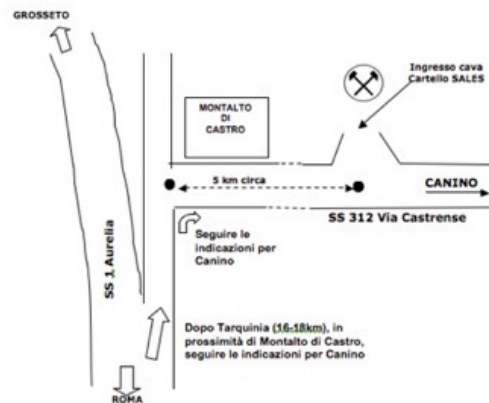 GROSSETO
Ingresso cava
Cartello SALES
MONTALTO
DI
CASTRO
5 km circa
CANINO
SS 312 Via Castrense
Seguire le
indicazioni per
Canino
SS 1 Aurelia
Dopo Tarquinia (16-18km), in
prossimità di Montalto di Castro,
seguire le indicazioni per Canino
ROMA